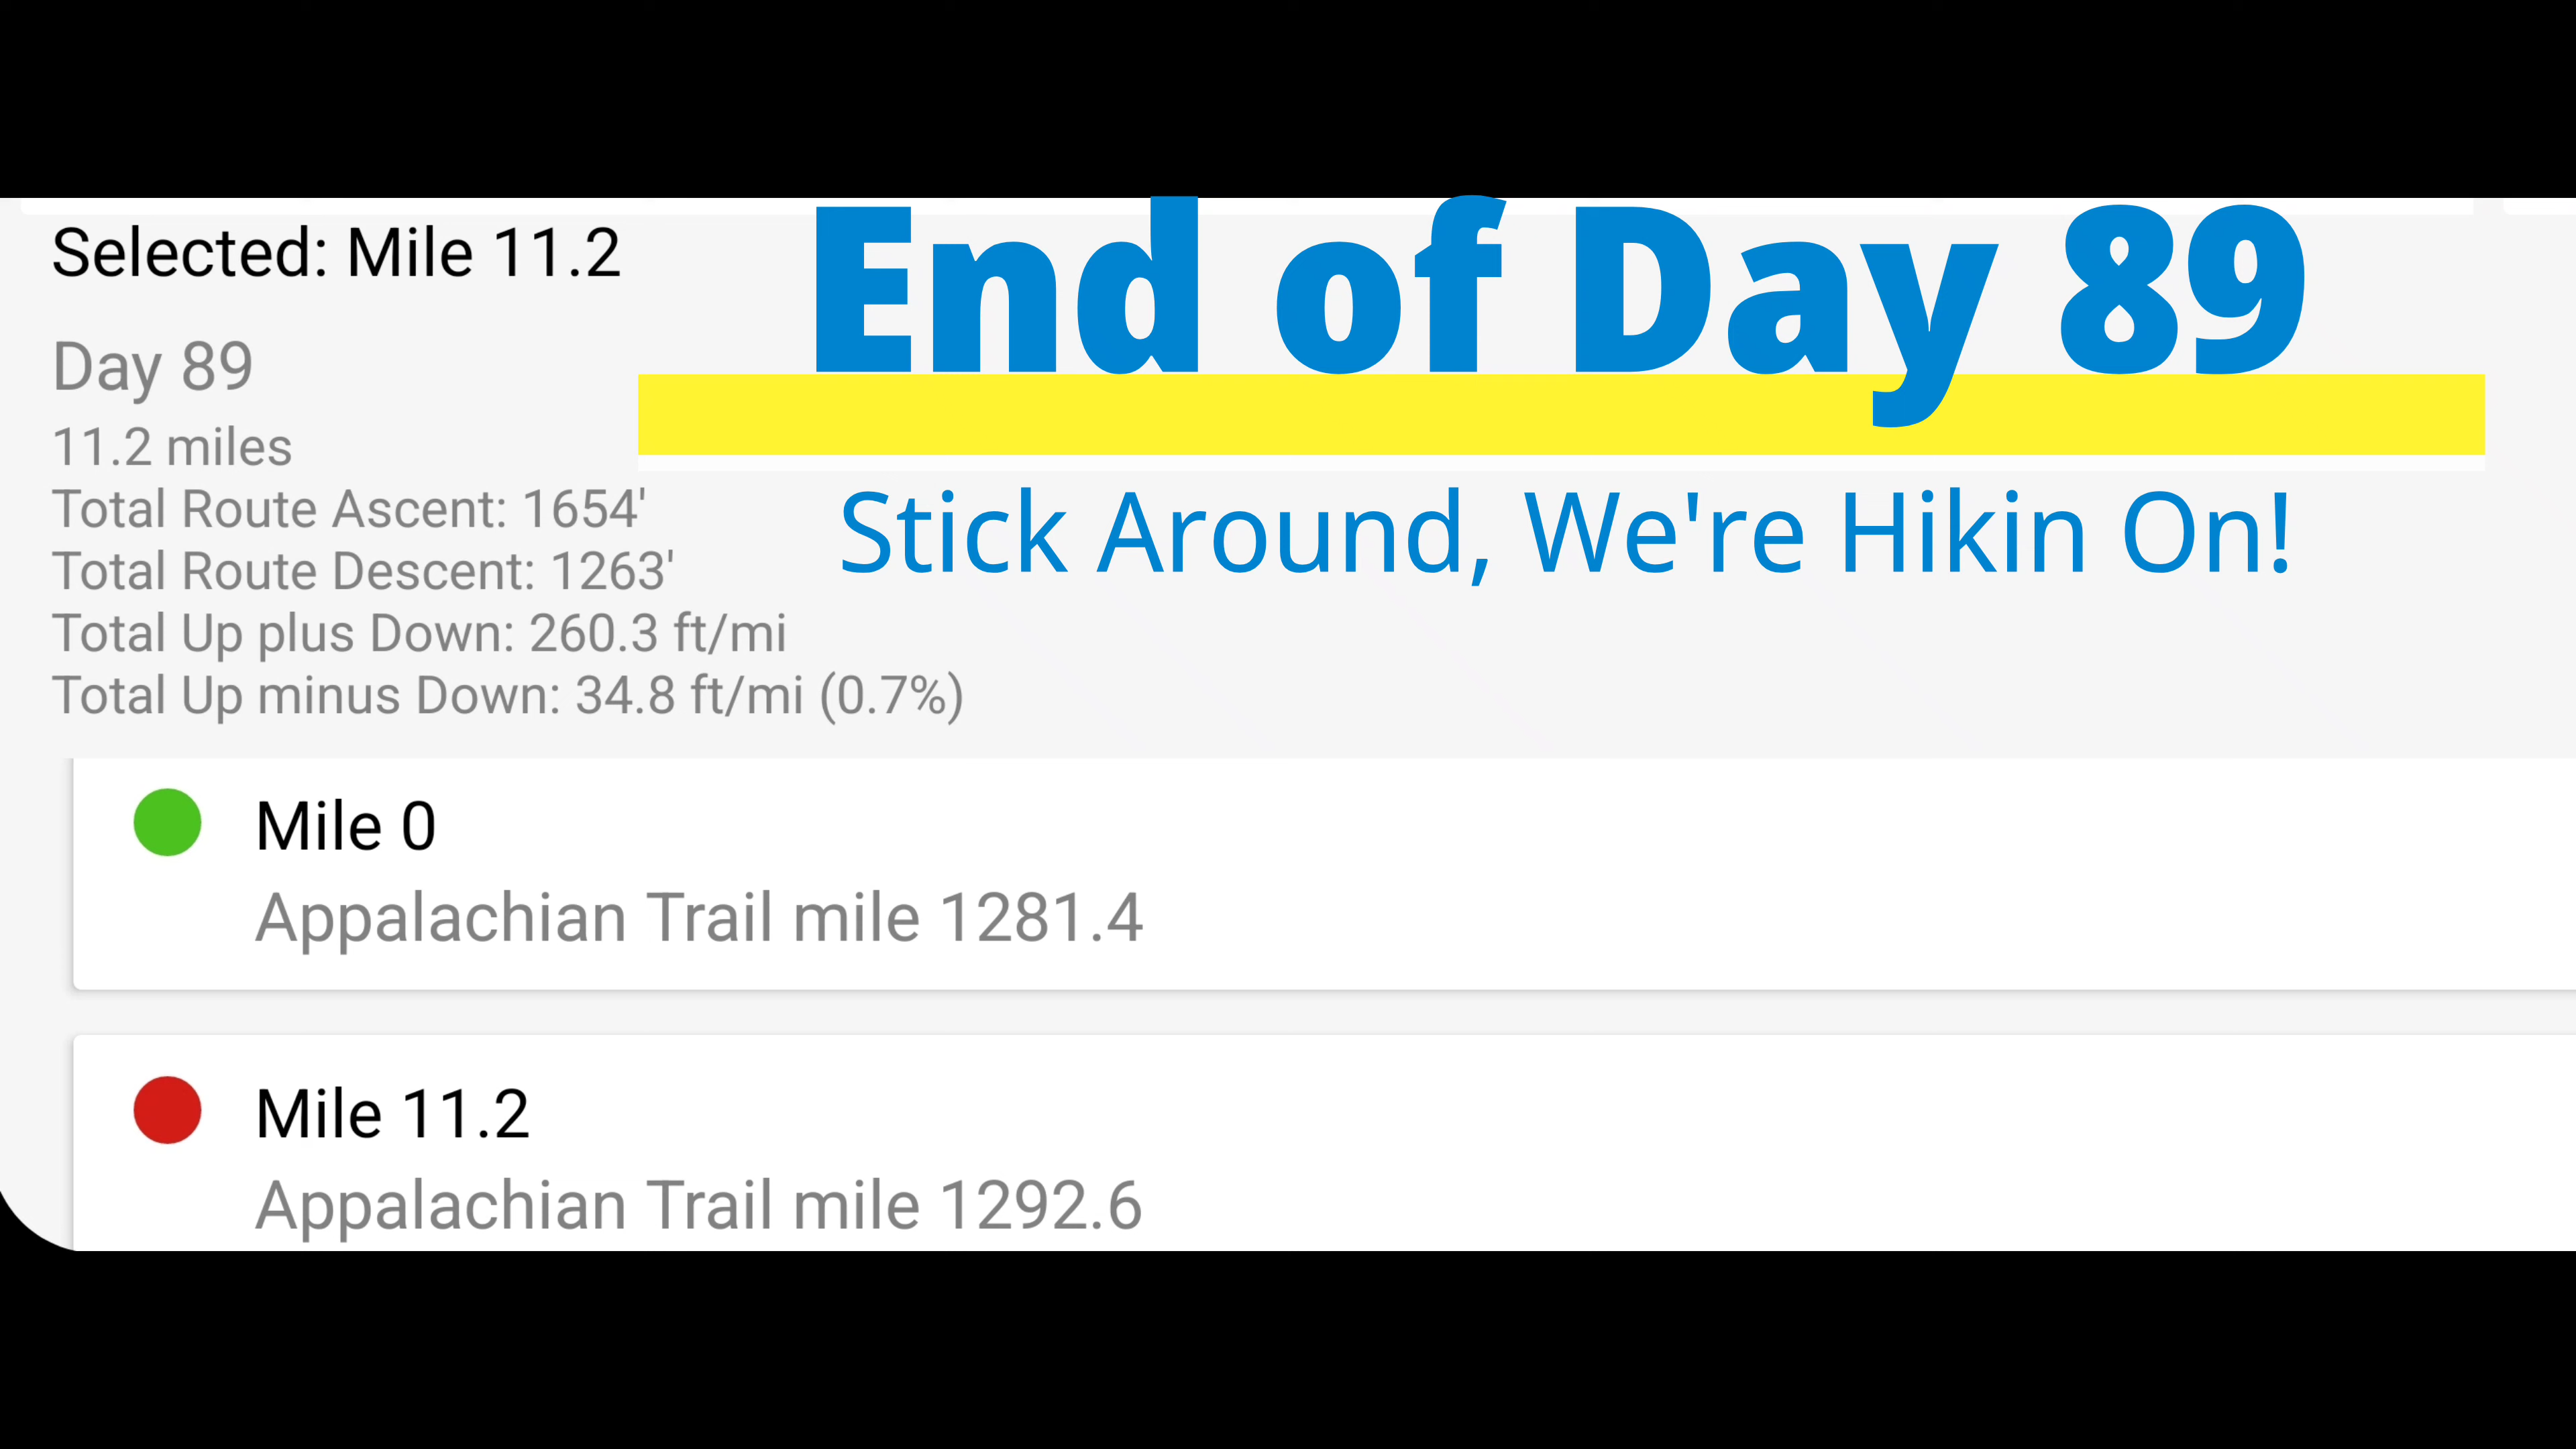 Selected: Mile 11.2
End of Day 89
Day 89
11.2 miles
Stick Around, We're Hikin On!
Total Route Ascent: 1654'
Total Route Descent: 1263'
Total Up plus Down: 260.3 ft/mi
Total Up minus Down: 34.8 ft/mi (0.7%)
Mile 0
Appalachian Trail mile 1281.4
Mile 11.2
Appalachian Trail mile 1292.6